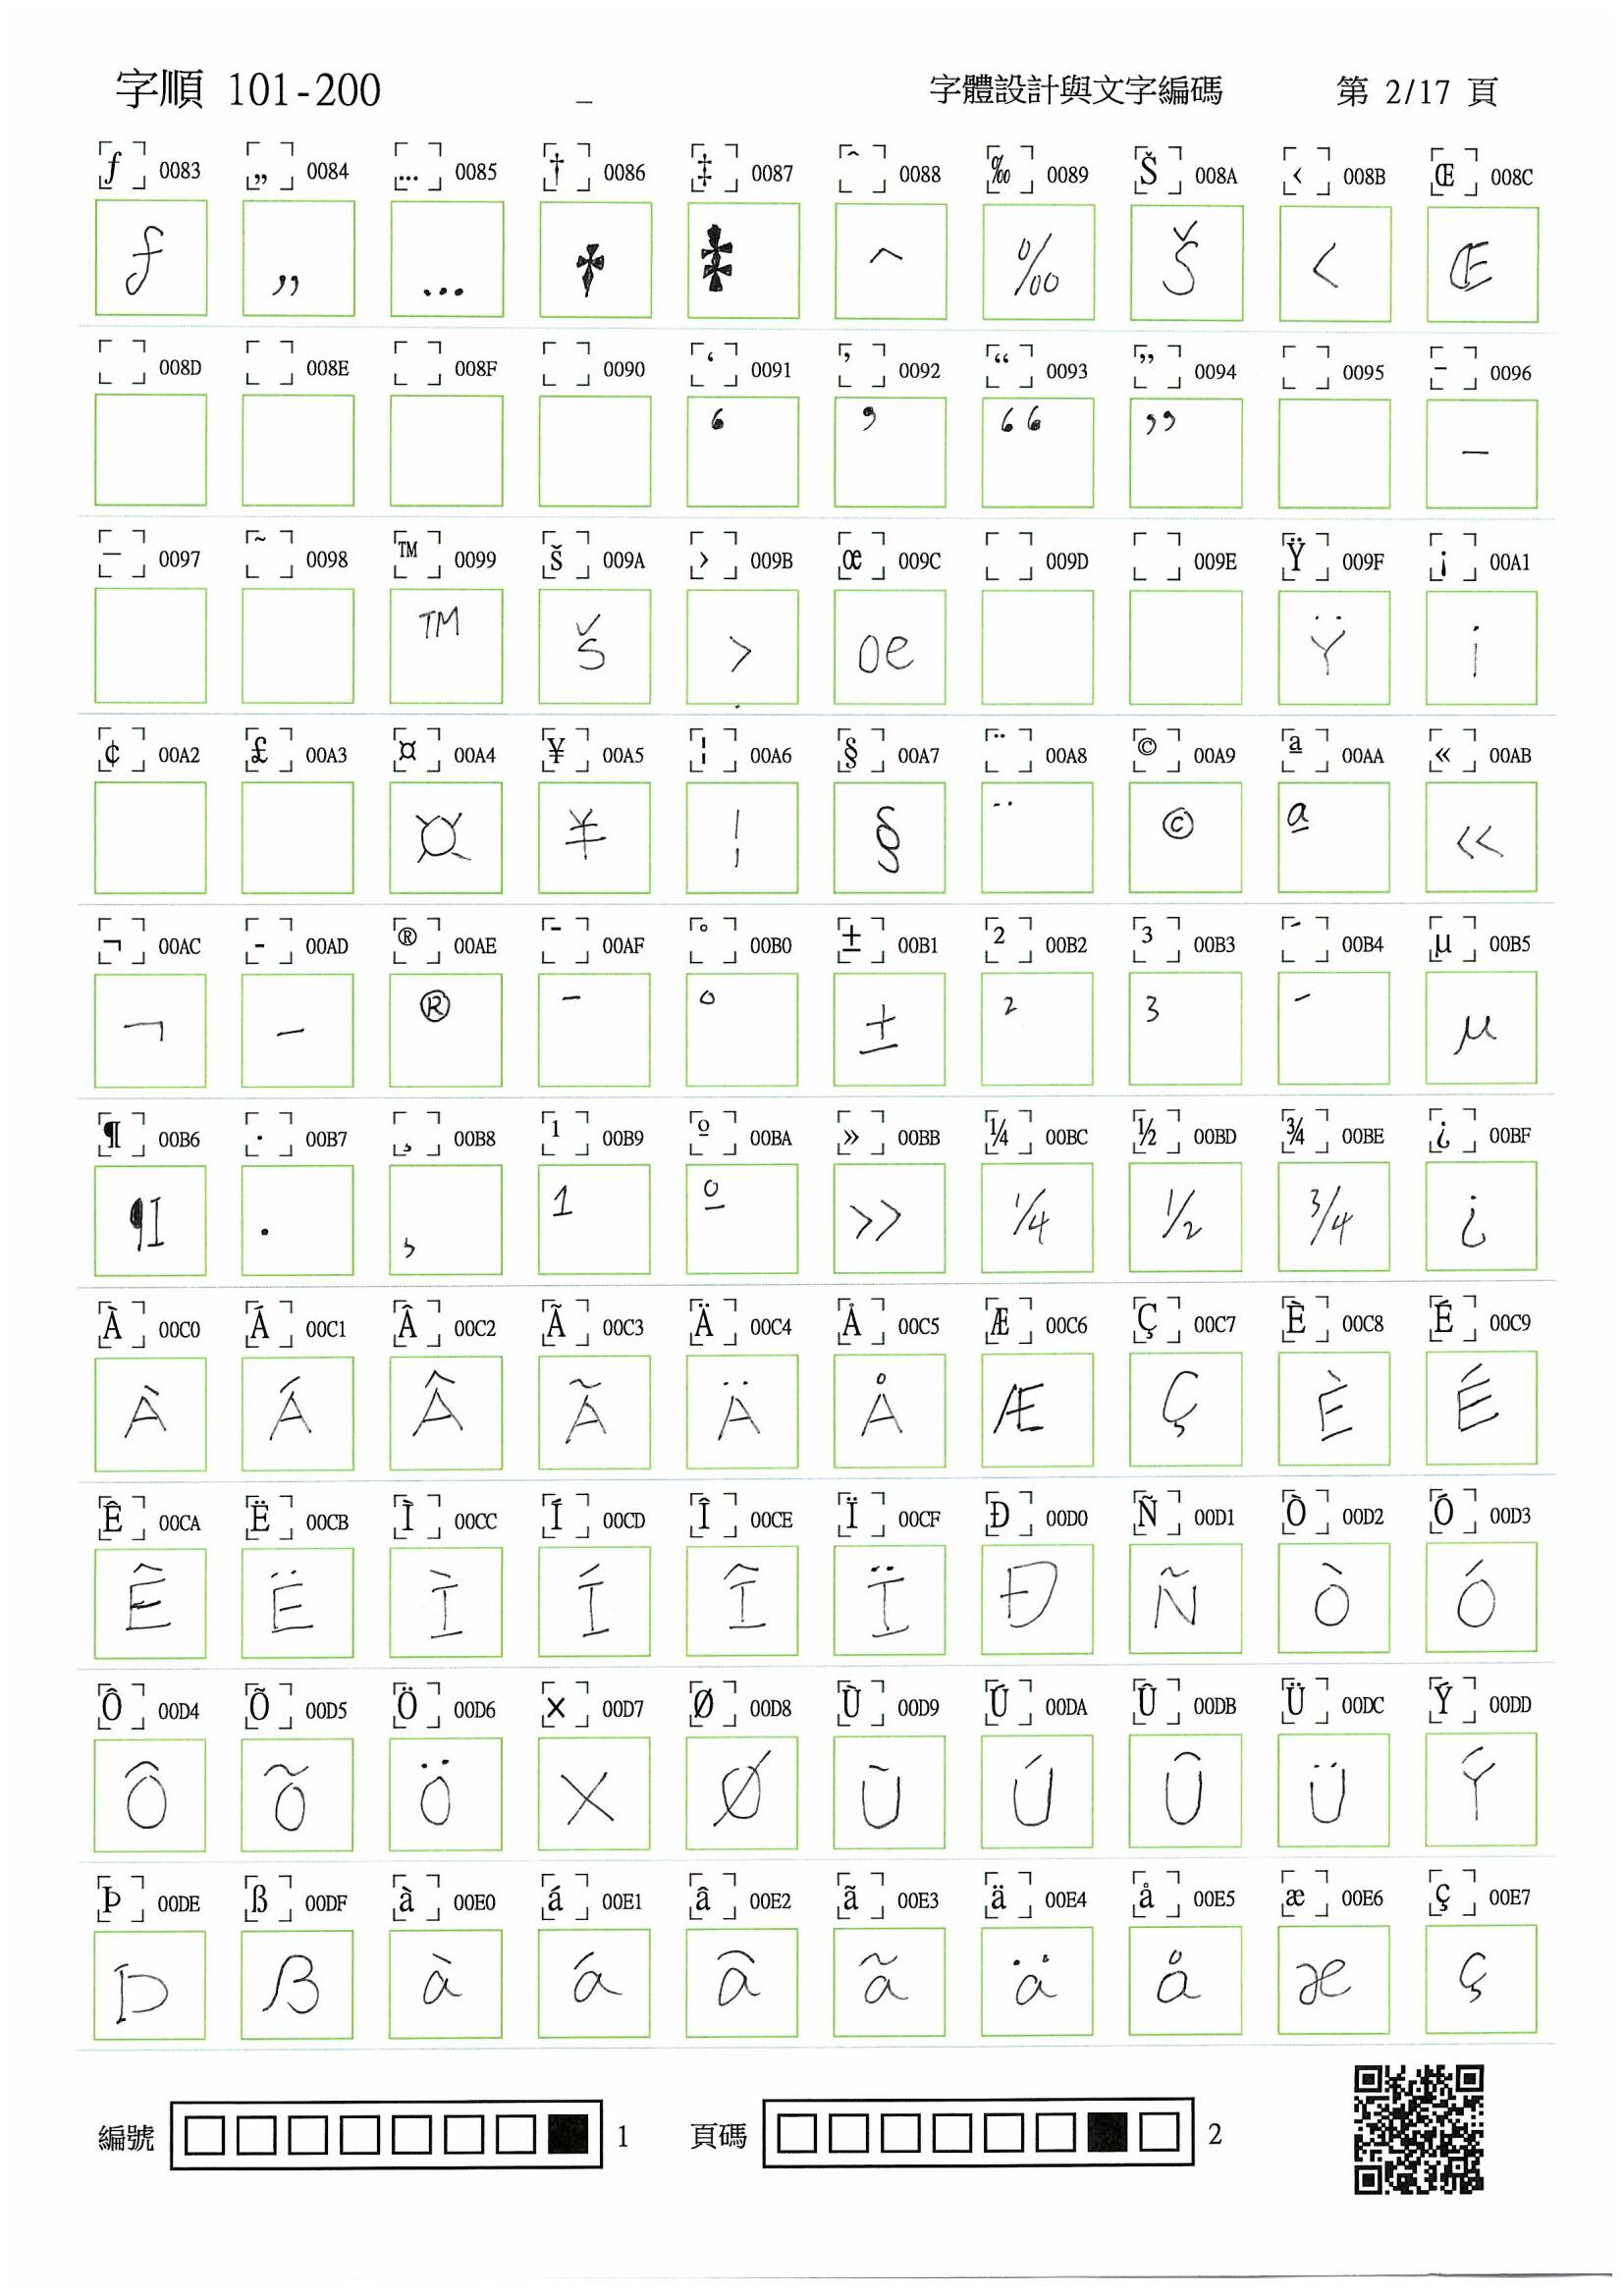 字順 101-200 _ 字體設計與文字編碼 第 2/17 頁
ƒ 0083 „ 0084 … 0085 † 0086 ‡ 0087 ˆ 0088 ‰ 0089 Š 008A ‹ 008B Œ 008C
ƒ „ … † ‡ ˆ ‰ Š ‹ Œ
008D 008E 008F 0090 ‘ 0091 ’ 0092 “ 0093 ” 0094 0095 – 0096
‘ ’ “ ” –
— 0097 ˜ 0098 ™ 0099 š 009A › 009B œ 009C 009D 009E Ÿ 009F ¡ 00A1
™ š › œ Ÿ ¡
¢ 00A2 £ 00A3 ¤ 00A4 ¥ 00A5 ¦ 00A6 § 00A7 ¨ 00A8 © 00A9 ª 00AA « 00AB
¤ ¥ ¦ § ¨ © ª «
¬ 00AC - 00AD ® 00AE ¯ 00AF ° 00B0 ± 00B1 ² 00B2 ³ 00B3 ´ 00B4 µ 00B5
¬ - ® ¯ ° ± ² ³ ´ µ
¶ 00B6 · 00B7 ¸ 00B8 ¹ 00B9 º 00BA » 00BB ¼ 00BC ½ 00BD ¾ 00BE ¿ 00BF
¶ · ¸ ¹ º » ¼ ½ ¾ ¿
À 00C0 Á 00C1 Â 00C2 Ã 00C3 Ä 00C4 Å 00C5 Æ 00C6 Ç 00C7 È 00C8 É 00C9
À Á Â Ã Ä Å Æ Ç È É
Ê 00CA Ë 00CB Ì 00CC Í 00CD Î 00CE Ï 00CF Ð 00D0 Ñ 00D1 Ò 00D2 Ó 00D3
Ê Ë Ì Í Î Ï Ð Ñ Ò Ó
Ô 00D4 Õ 00D5 Ö 00D6 × 00D7 Ø 00D8 Ù 00D9 Ú 00DA Û 00DB Ü 00DC Ý 00DD
Ô Õ Ö × Ø Ù Ú Û Ü Ý
Þ 00DE ß 00DF à 00E0 á 00E1 â 00E2 ã 00E3 ä 00E4 å 00E5 æ 00E6 ç 00E7
Þ ß à á â ã ä å æ ç
編號 1 頁碼 2